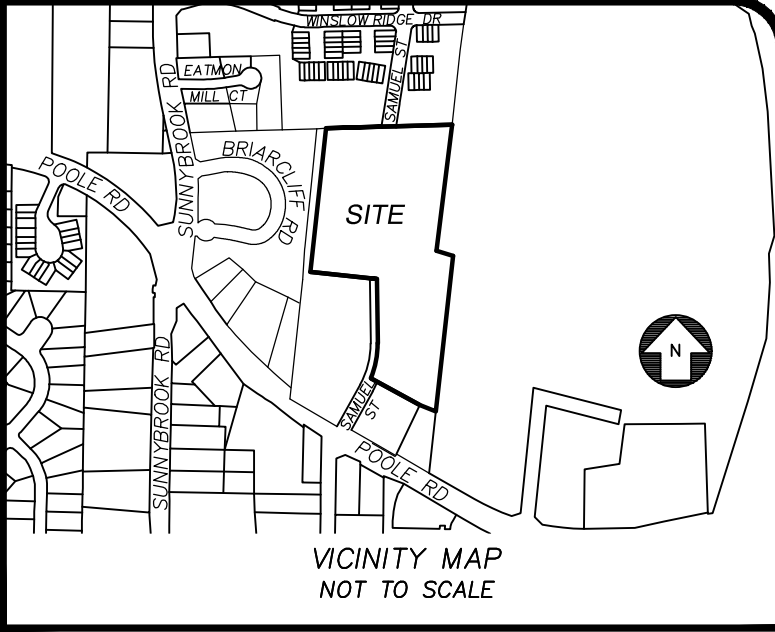 WINSLOW RIDGE DR
SAMUEL ST
EATMON
MILL CT
SUNNYBROOK RD
BRIARCLIFF RD
POOLE RD
SITE
N
SUNNYBROOK RD
SAMUEL
ST
POOLE RD
VICINITY MAP
NOT TO SCALE